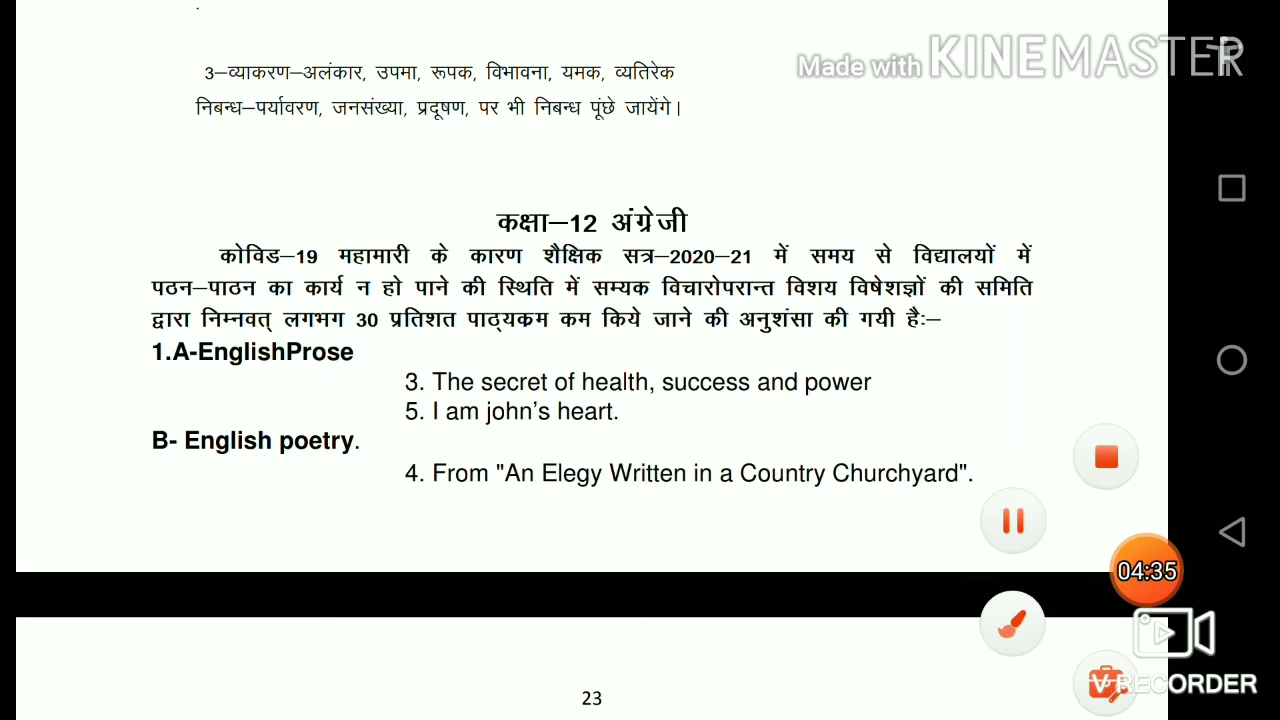 Made with KINEMASTER
3–व्याकरण–अलंकार, उपमा, रूपक, विभावना, यमक, व्यतिरेक
निबन्ध–पर्यावरण, जनसंख्या, प्रदूषण, पर भी निबन्ध पूंछे जायेंगे।
कक्षा–12 अंग्रेजी
कोविड–19 महामारी के कारण शैक्षिक सत्र–2020–21 में समय से विद्यालयों में
पठन–पाठन का कार्य न हो पाने की स्थिति में सम्यक विचारोपरान्त विशय विषेशज्ञों की समिति
द्वारा निम्नवत् लगभग 30 प्रतिशत पाठ्यक्रम कम किये जाने की अनुशंसा की गयी हैः–
1.A-EnglishProse
3. The secret of health, success and power
5. I am john's heart.
B- English poetry.
4. From "An Elegy Written in a Country Churchyard".
04:35
V RECORDER
23